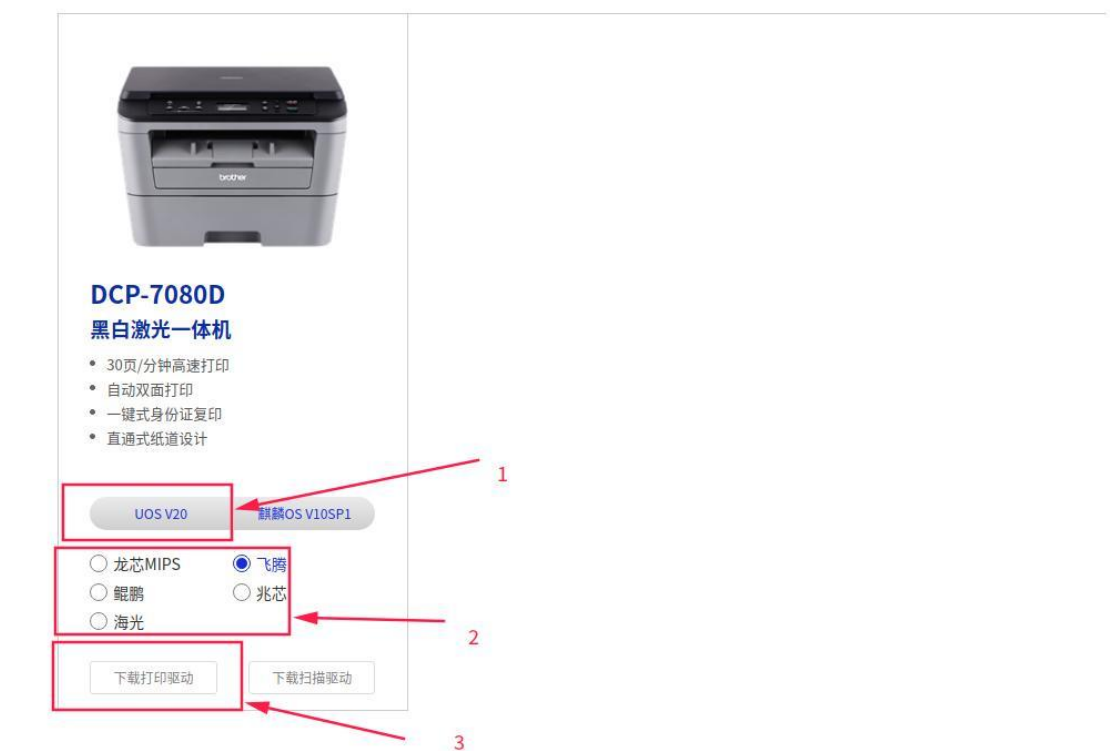 brother
DCP-7080D
黑白激光一体机
• 30页/分钟高速打印
• 自动双面打印
• 一键式身份证复印
• 直通式纸道设计
1
UOS V20 麒麟OS V10SP1
龙芯MIPS 飞腾
鲲鹏 兆芯
海光
2
下载打印驱动 下载扫描驱动
3